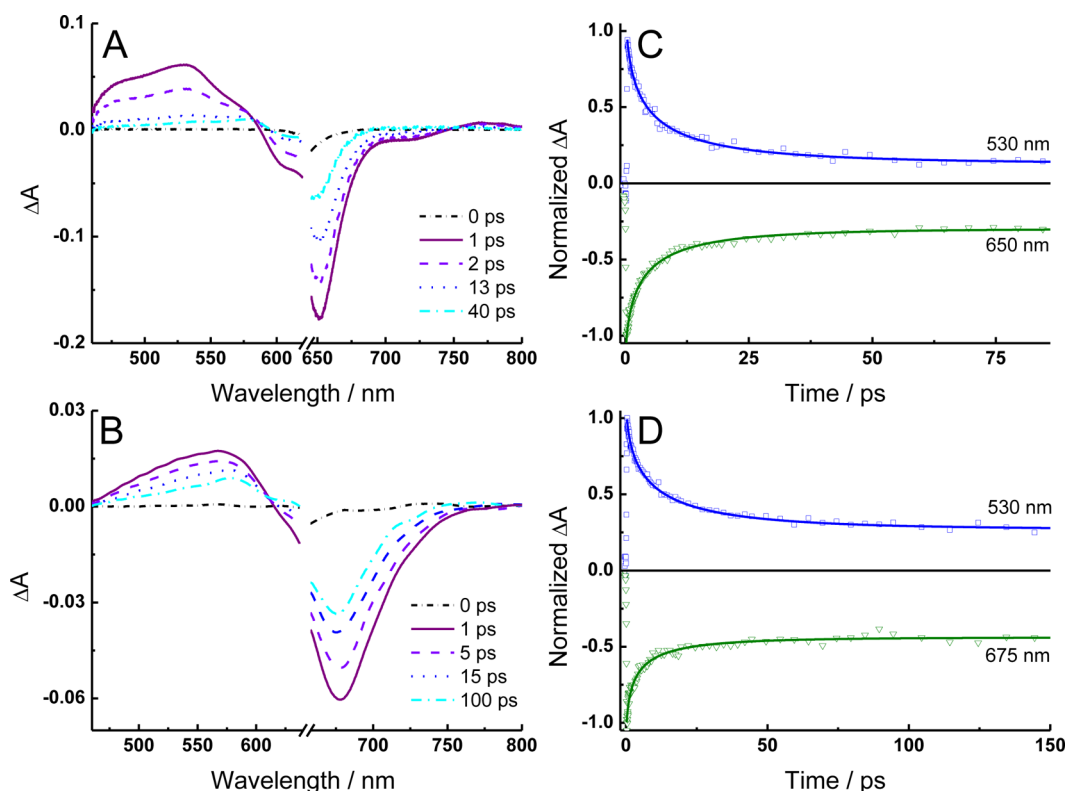 A
0.1
0.0
-0.1
-0.2
ΔA
0 ps
1 ps
2 ps
13 ps
40 ps
500 550 600 650 700 750 800
Wavelength / nm
C
1.0
0.5
0.0
-0.5
-1.0
Normalized ΔA
530 nm
650 nm
0 25 50 75
Time / ps
B
0.03
0.00
-0.03
-0.06
ΔA
0 ps
1 ps
5 ps
15 ps
100 ps
500 550 600 700 750 800
Wavelength / nm
D
1.0
0.5
0.0
-0.5
-1.0
Normalized ΔA
530 nm
675 nm
0 50 100 150
Time / ps